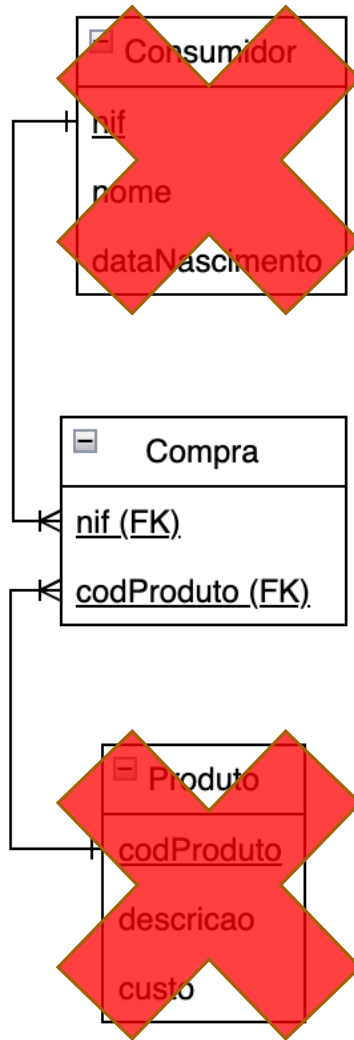 Consumidor
nif
nome
dataNascimento
Compra
nif (FK)
codProduto (FK)
Produto
codProduto
descricao
custo